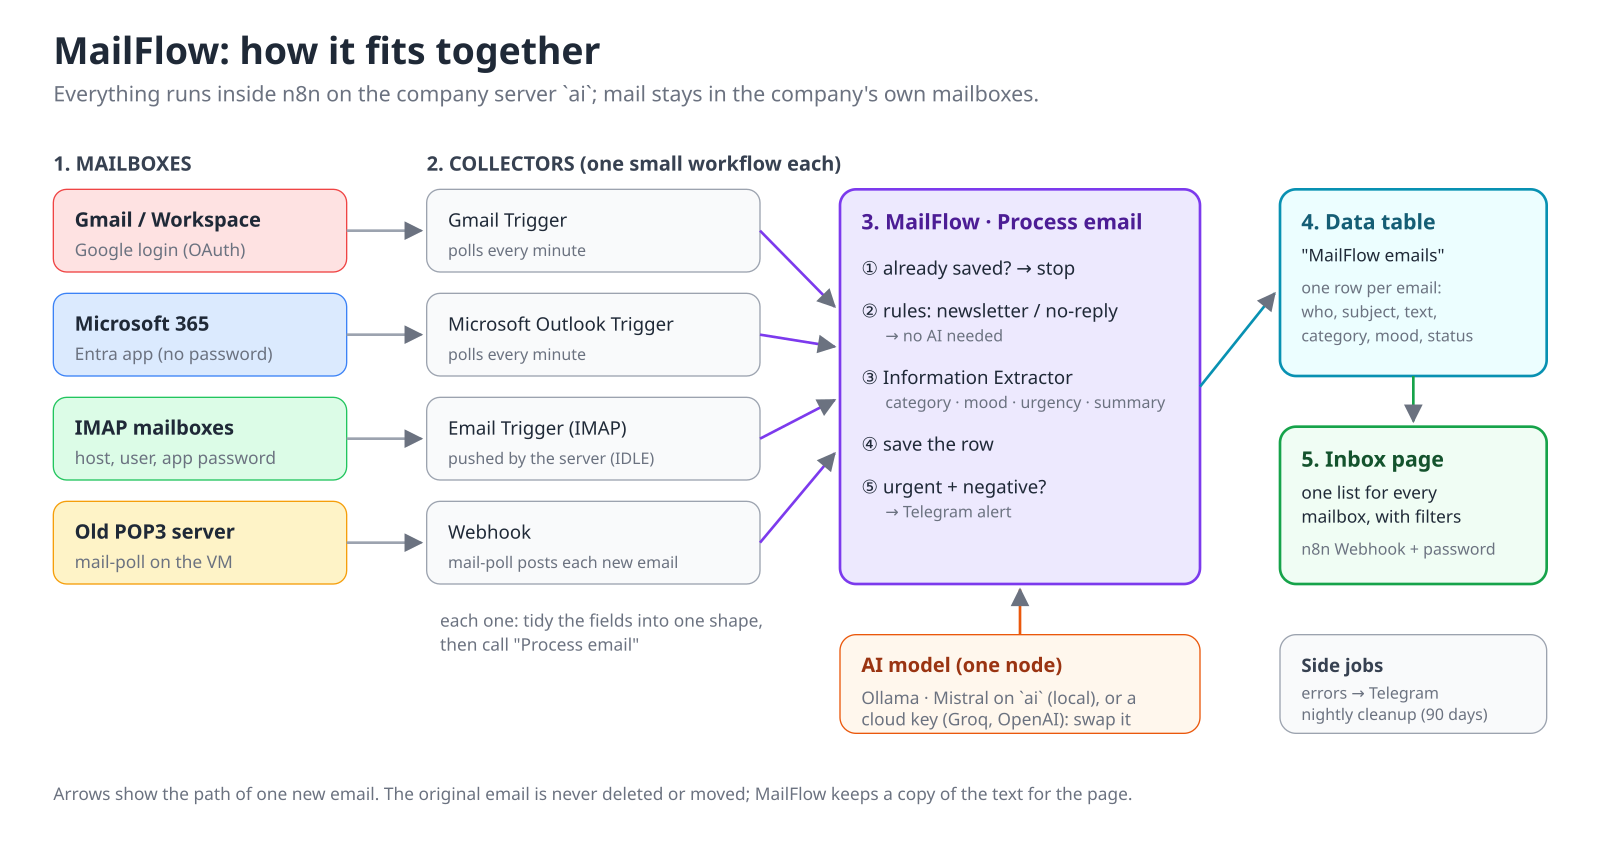 MailFlow: how it fits together
Everything runs inside n8n on the company server `ai`; mail stays in the company's own mailboxes.
1. MAILBOXES
Gmail / Workspace
Google login (OAuth)
Microsoft 365
Entra app (no password)
IMAP mailboxes
host, user, app password
Old POP3 server
mail-poll on the VM
2. COLLECTORS (one small workflow each)
Gmail Trigger
polls every minute
Microsoft Outlook Trigger
polls every minute
Email Trigger (IMAP)
pushed by the server (IDLE)
Webhook
mail-poll posts each new email
each one: tidy the fields into one shape,
then call "Process email"
3. MailFlow · Process email
① already saved? → stop
② rules: newsletter / no-reply
→ no AI needed
③ Information Extractor
category · mood · urgency · summary
④ save the row
⑤ urgent + negative?
→ Telegram alert
AI model (one node)
Ollama · Mistral on `ai` (local), or a
cloud key (Groq, OpenAI): swap it
4. Data table
"MailFlow emails"
one row per email:
who, subject, text,
category, mood, status
5. Inbox page
one list for every
mailbox, with filters
n8n Webhook + password
Side jobs
errors → Telegram
nightly cleanup (90 days)
Arrows show the path of one new email. The original email is never deleted or moved; MailFlow keeps a copy of the text for the page.